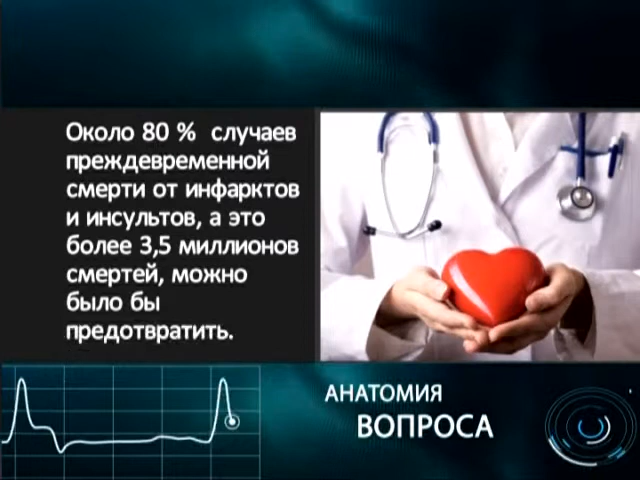 Около 80 % случаев
преждевременной
смерти от инфарктов
и инсультов, а это
более 3,5 миллионов
смертей, можно
было бы
предотвратить.
АНАТОМИЯ
ВОПРОСА